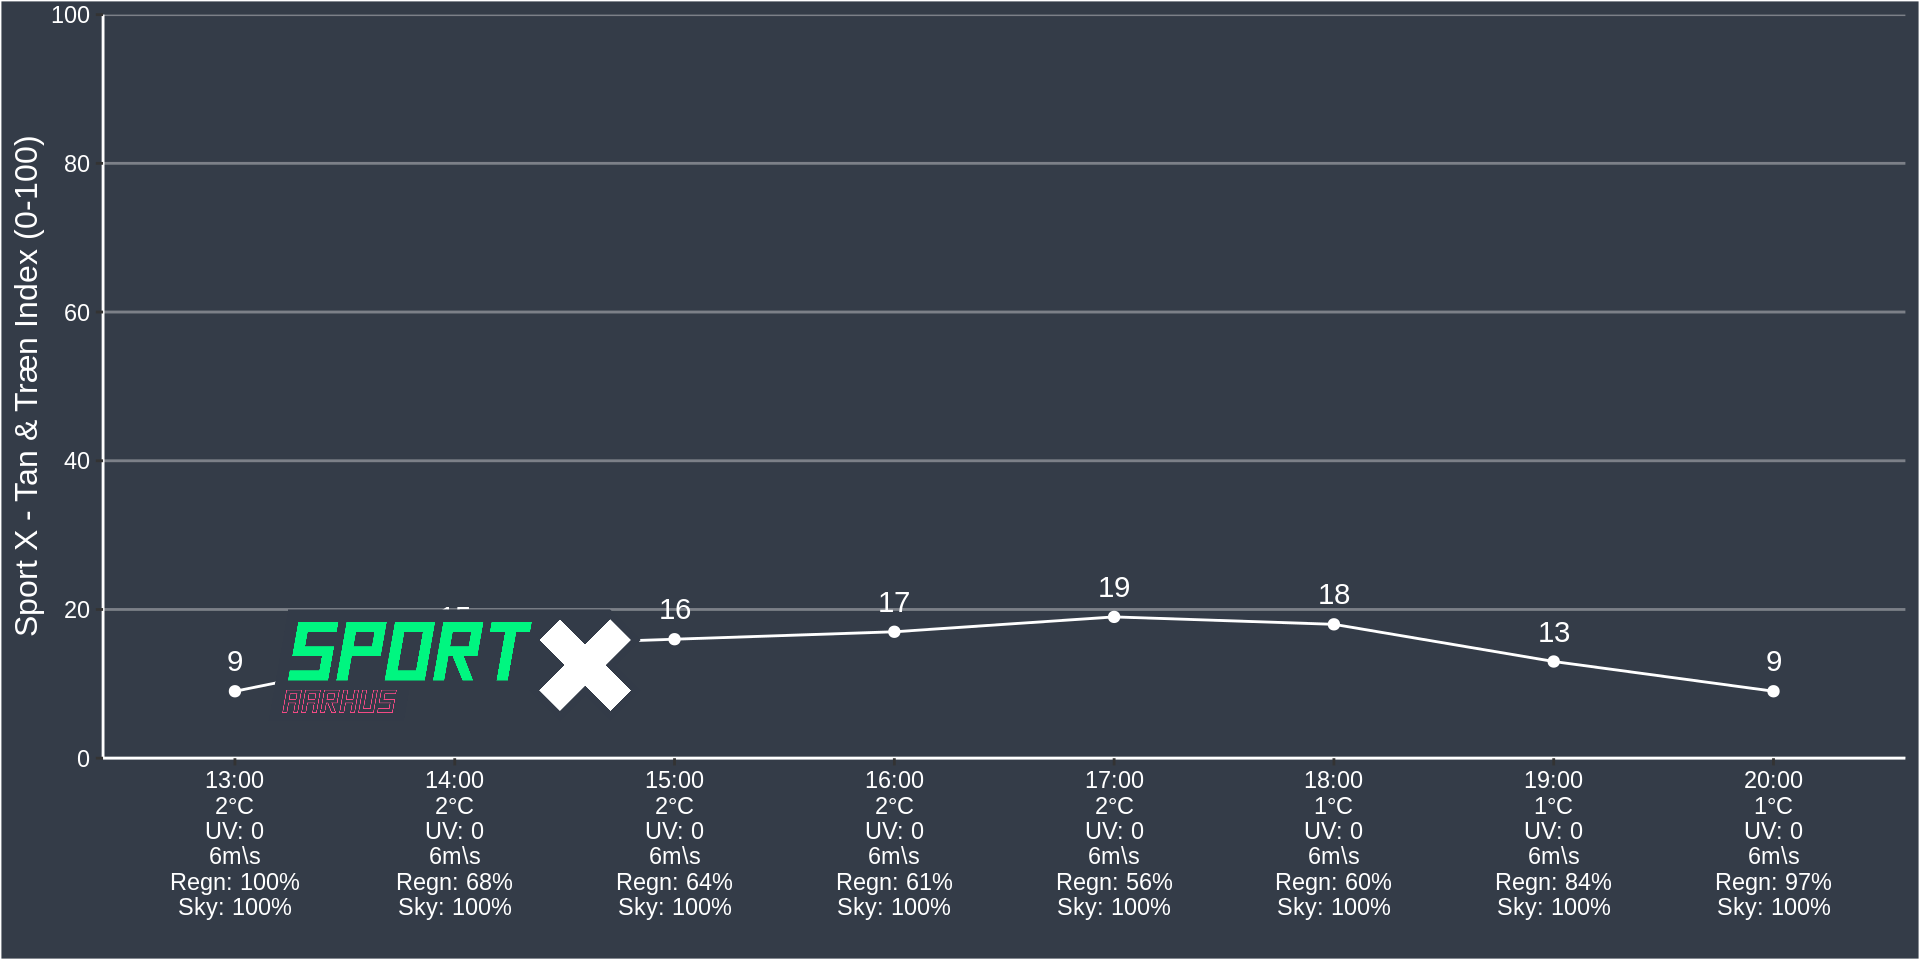 Sport X - Tan & Træn Index (0-100)
100
80
60
40
20
0
9
16
17
19
18
13
9
SPORT X
AARHUS
13:00 14:00 15:00 16:00 17:00 18:00 19:00 20:00
2°C 2°C 2°C 2°C 2°C 1°C 1°C 1°C
UV: 0 UV: 0 UV: 0 UV: 0 UV: 0 UV: 0 UV: 0 UV: 0
6m\s 6m\s 6m\s 6m\s 6m\s 6m\s 6m\s 6m\s
Regn: 100% Regn: 68% Regn: 64% Regn: 61% Regn: 56% Regn: 60% Regn: 84% Regn: 97%
Sky: 100% Sky: 100% Sky: 100% Sky: 100% Sky: 100% Sky: 100% Sky: 100% Sky: 100%